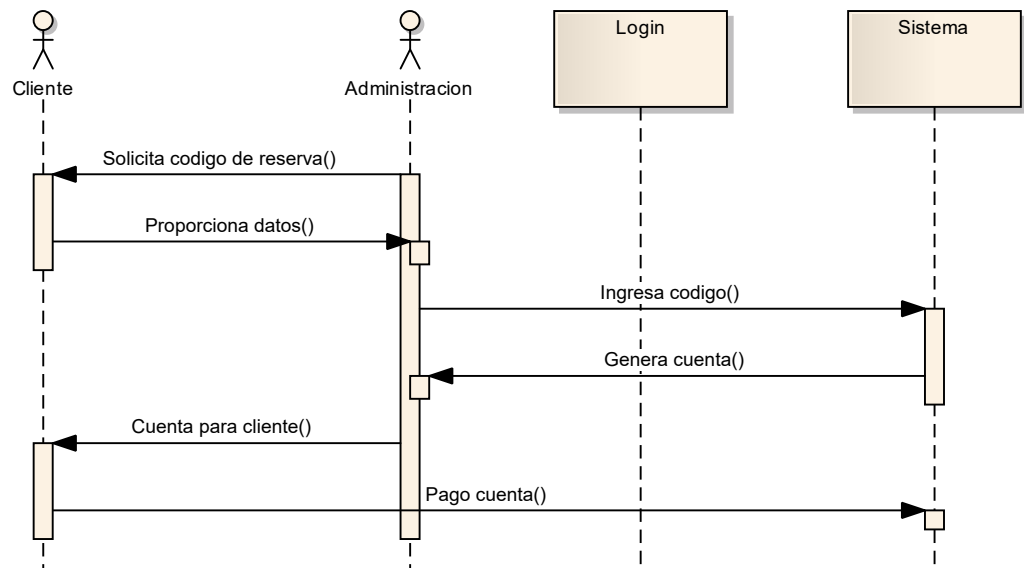 Login
Sistema
Cliente
Administracion
Solicita codigo de reserva()
Proporciona datos()
Ingresa codigo()
Genera cuenta()
Cuenta para cliente()
Pago cuenta()